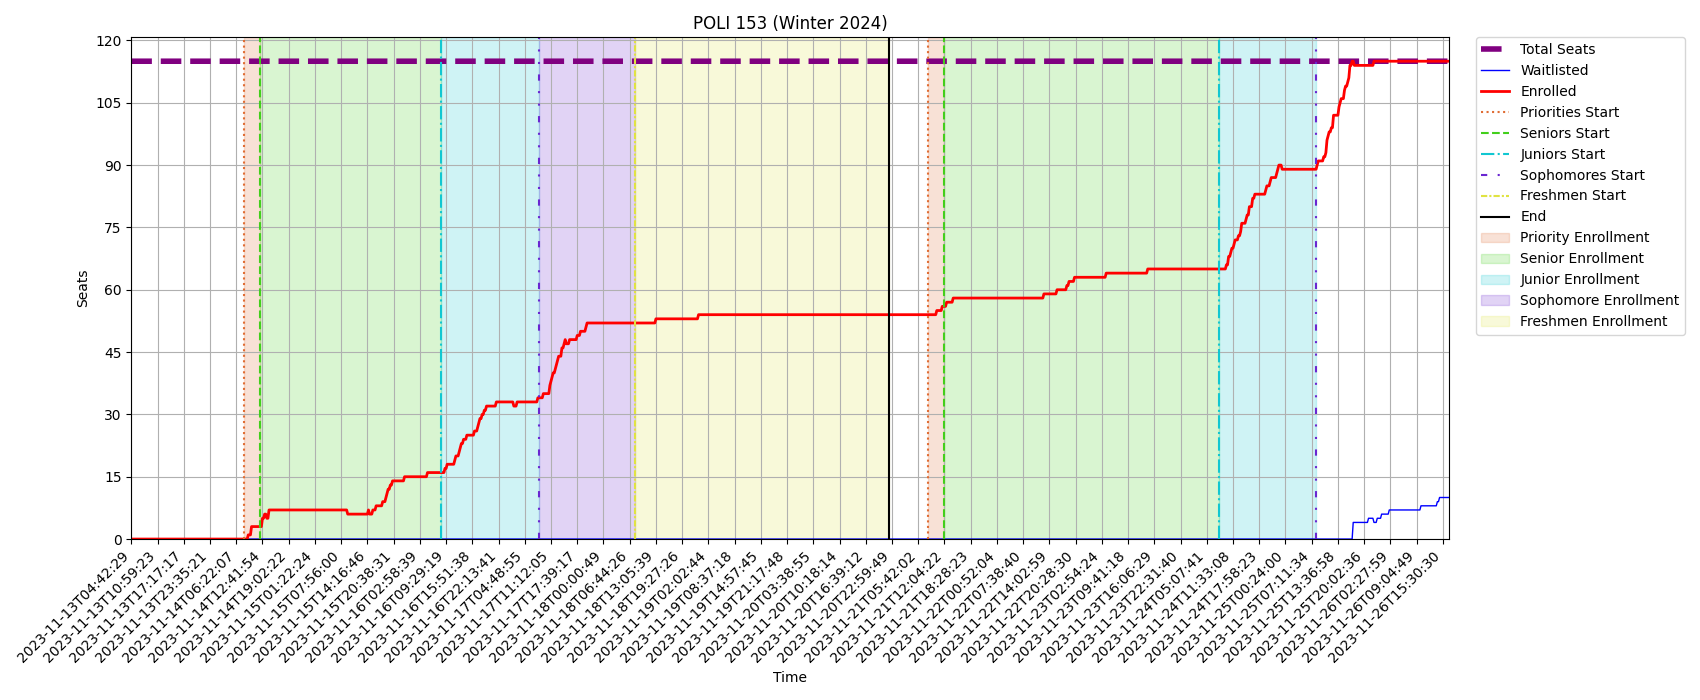 POLI 153 (Winter 2024)
120
105
90
75
60
45
30
15
0
Seats
2023-11-13T04:42:29
2023-11-13T10:59:23
2023-11-13T17:17:17
2023-11-13T23:35:21
2023-11-14T06:22:07
2023-11-14T12:41:54
2023-11-14T19:02:22
2023-11-15T01:22:24
2023-11-15T07:56:00
2023-11-15T14:16:46
2023-11-15T20:38:31
2023-11-16T02:58:39
2023-11-16T09:29:19
2023-11-16T15:51:38
2023-11-16T22:13:41
2023-11-17T04:48:55
2023-11-17T11:12:05
2023-11-17T17:39:17
2023-11-18T00:00:49
2023-11-18T06:44:26
2023-11-18T13:05:39
2023-11-18T19:27:26
2023-11-19T02:02:44
2023-11-19T08:37:18
2023-11-19T14:57:45
2023-11-19T21:17:48
2023-11-20T03:38:55
2023-11-20T10:18:14
2023-11-20T16:39:12
2023-11-20T22:59:49
2023-11-21T05:42:02
2023-11-21T12:04:22
2023-11-21T18:28:23
2023-11-22T00:52:04
2023-11-22T07:38:40
2023-11-22T14:02:59
2023-11-22T20:28:30
2023-11-23T02:54:24
2023-11-23T09:41:18
2023-11-23T16:06:29
2023-11-23T22:31:40
2023-11-24T05:07:41
2023-11-24T11:33:08
2023-11-24T17:58:23
2023-11-25T00:24:00
2023-11-25T07:11:34
2023-11-25T13:36:58
2023-11-25T20:02:36
2023-11-26T02:27:59
2023-11-26T09:04:49
2023-11-26T15:30:30
Time
Total Seats
Waitlisted
Enrolled
Priorities Start
Seniors Start
Juniors Start
Sophomores Start
Freshmen Start
End
Priority Enrollment
Senior Enrollment
Junior Enrollment
Sophomore Enrollment
Freshmen Enrollment